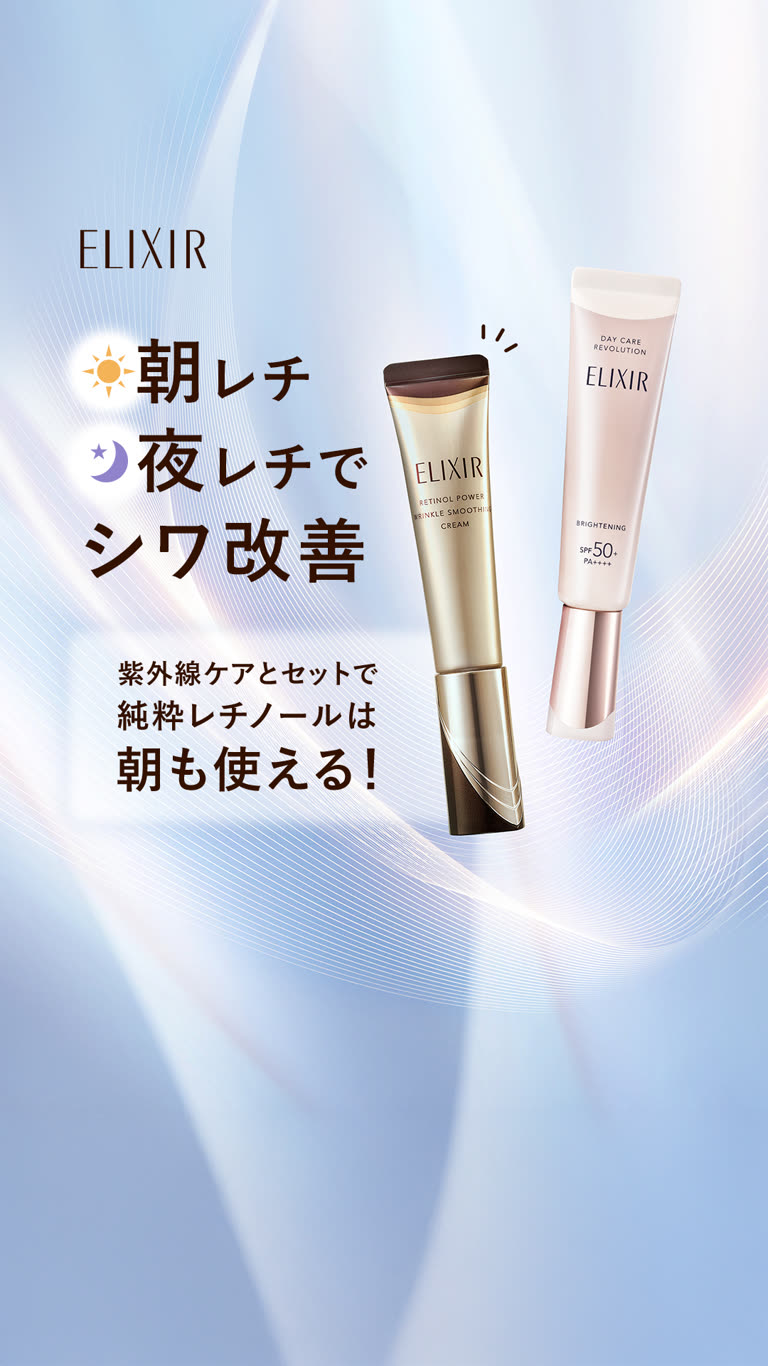 ELIXIR
朝レチ
夜レチで
シワ改善
紫外線ケアとセットで
純粋レチノールは
朝も使える!
ELIXIR
RETINOL POWER
WRINKLE SMOOTHING
CREAM
DAY CARE
REVOLUTION
ELIXIR
BRIGHTENING
SPF50+
PA++++